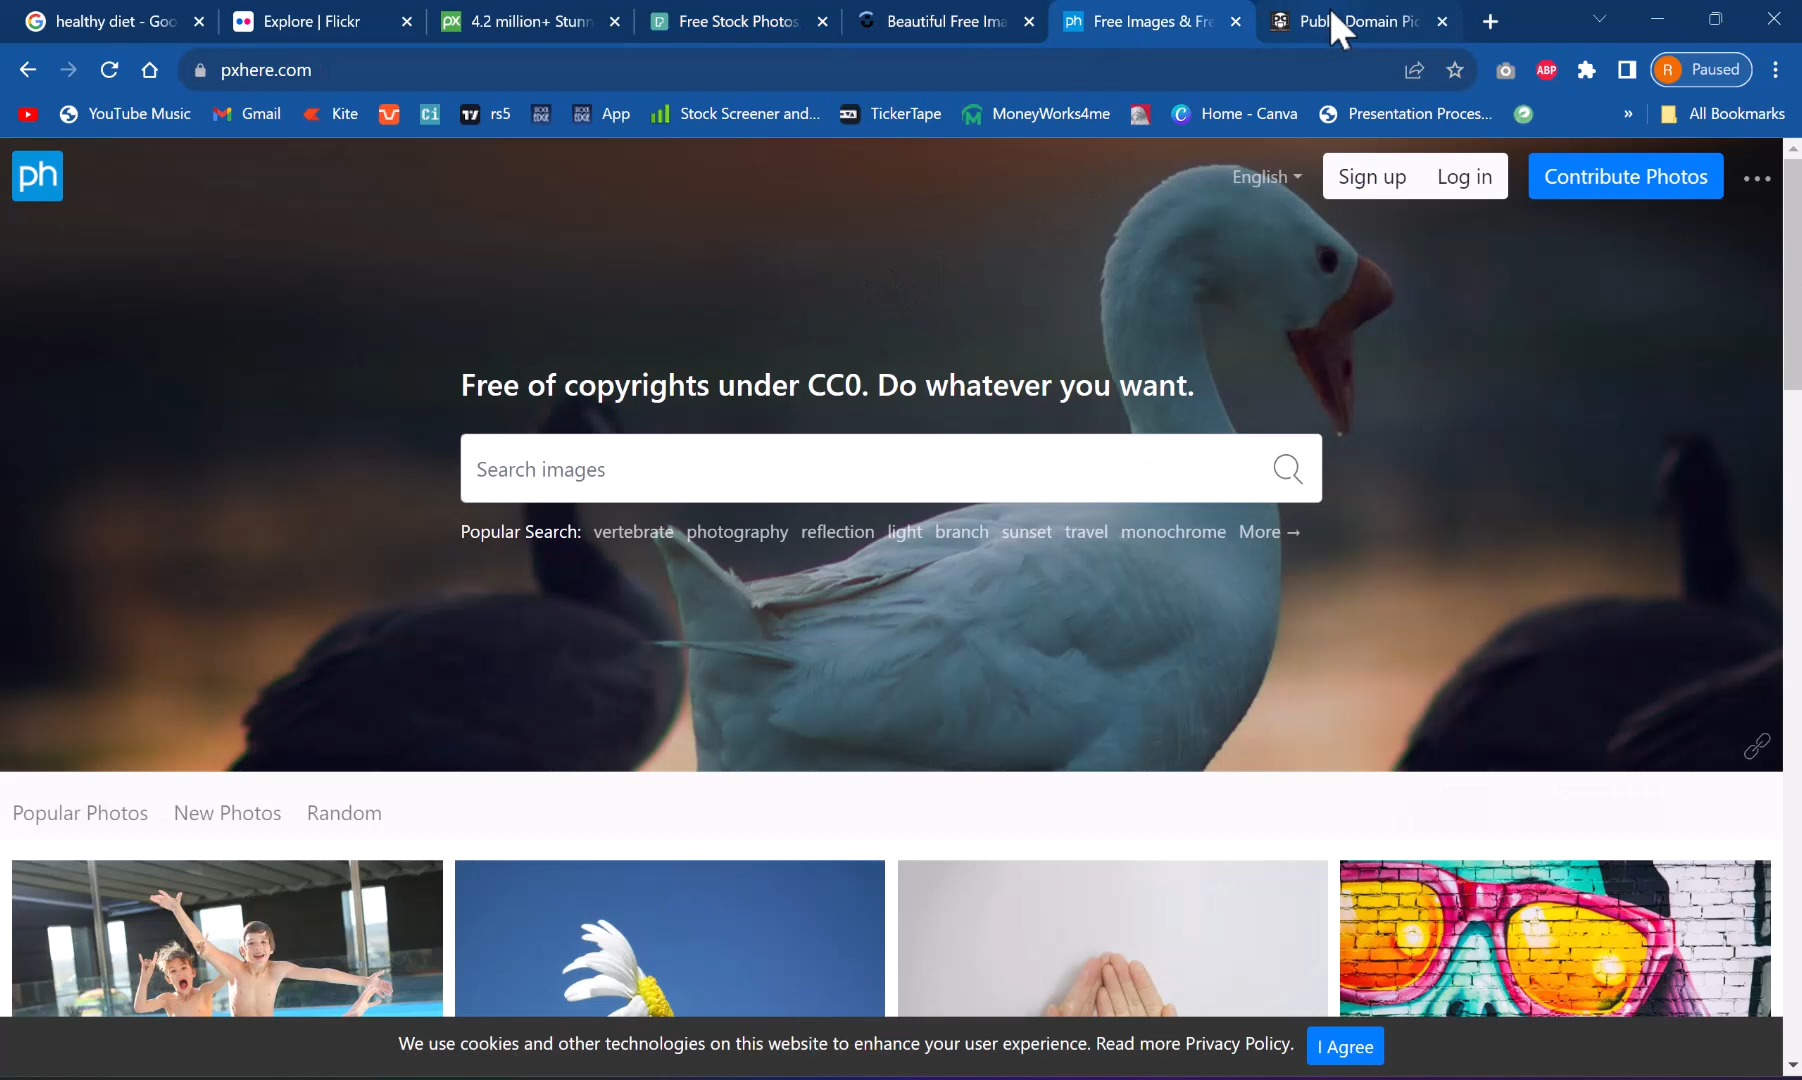 healthy diet - Goo
Explore | Flickr
PX 4.2 million+ Stunn
Free Stock Photos,
Beautiful Free Ima
ph Free Images & Fre
Publ Domain Pic
pxhere.com
ABP
R Paused
YouTube Music
Gmail
Kite
Ci
rs5
App
Stock Screener and...
TickerTape
MoneyWorks4me
Home - Canva
Presentation Proces...
»
All Bookmarks
ph
English
Sign up
Log in
Contribute Photos
Free of copyrights under CC0. Do whatever you want.
Search images
Popular Search: vertebrate photography reflection light branch sunset travel monochrome More →
Popular Photos New Photos Random
We use cookies and other technologies on this website to enhance your user experience. Read more Privacy Policy. I Agree